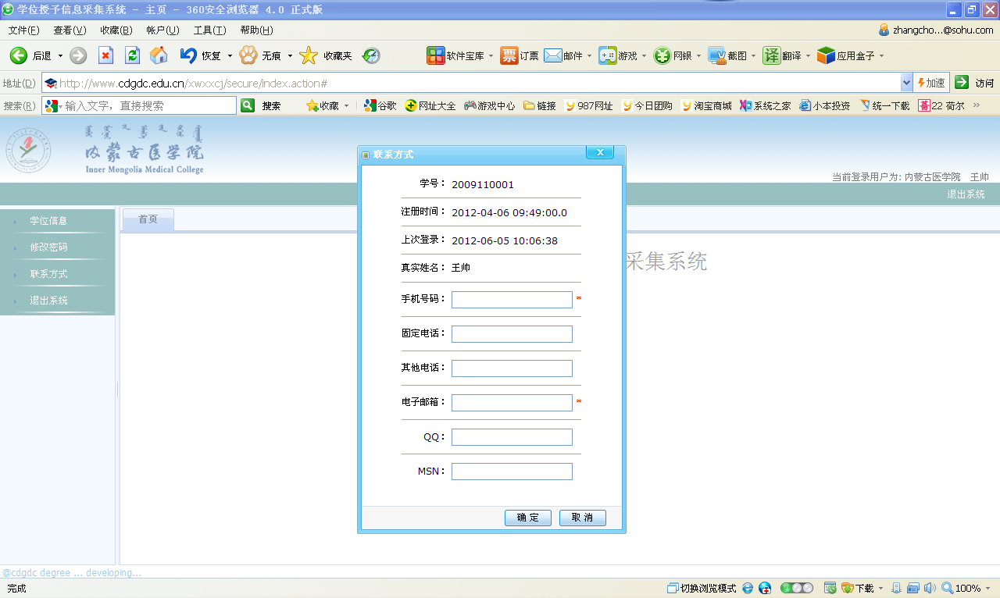 学位授予信息采集系统 - 主页 - 360安全浏览器 4.0 正式版
文件(F) 查看(V) 收藏(B) 帐户(U) 工具(T) 帮助(H) zhangcho...@sohu.com
后退 恢复 无痕 收藏夹 软件宝库 票 订票 邮件 游戏 网银 截图 译 翻译 应用盒子
地址(D) http://www.cdgdc.edu.cn/xwxxcj/secure/index.action# 加速 访问
搜索(R) 输入文字，直接搜索 搜索 收藏 谷歌 网址大全 游戏中心 链接 987网址 今日团购 淘宝商城 系统之家 小本投资 统一下载 蔷 22 荷尔 »
内蒙古医学院
Inner Mongolia Medical College
当前登录用户为: 内蒙古医学院 王帅
退出系统
学位信息
修改密码
联系方式
退出系统
首页
采集系统
联系方式
学号： 2009110001
注册时间： 2012-04-06 09:49:00.0
上次登录： 2012-06-05 10:06:38
真实姓名： 王帅
手机号码： *
固定电话：
其他电话：
电子邮箱： *
QQ：
MSN：
确 定 取 消
@cdgdc degree ... developing...
完成 切换浏览模式 下载 100%